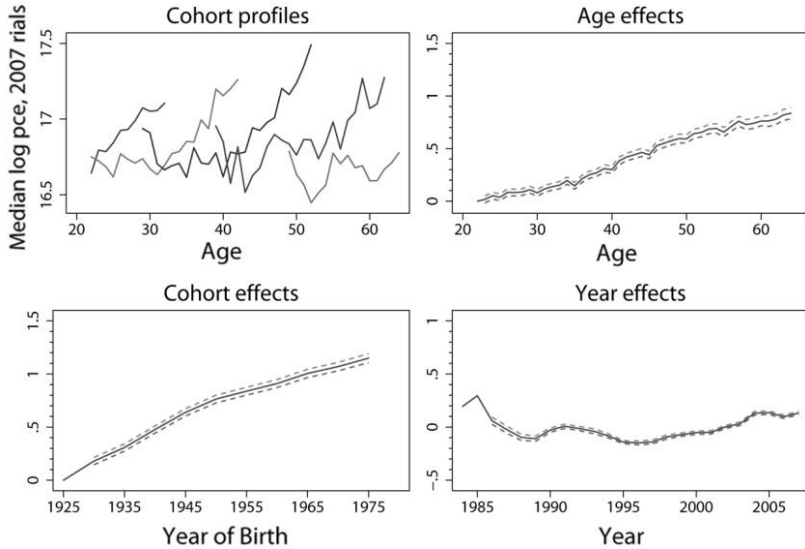 Cohort profiles
Median log pce, 2007 rials
17.5
17
16.5
20 30 40 50 60
Age
Age effects
1.5
1
.5
0
20 30 40 50 60
Age
Cohort effects
1.5
1
.5
0
1925 1935 1945 1955 1965 1975
Year of Birth
Year effects
1
.5
0
-.5
1985 1990 1995 2000 2005
Year